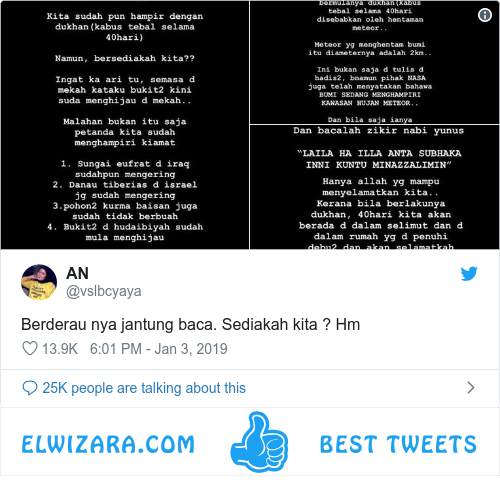 Kita sudah pun hampir dengan
dukhan(kabus tebal selama
40hari)
Namun, bersediakah kita??
Ingat ka ari tu, semasa d
mekah kataku bukit2 kini
suda menghijau d mekah..
Malahan bukan itu saja
petanda kita sudah
menghampiri kiamat
1. Sungai eufrat d iraq
sudahpun mengering
2. Danau tiberias d israel
jg sudah mengering
3.pohon2 kurma baisan juga
sudah tidak berbuah
4. Bukit2 d hudaibiyah sudah
mula menghijau
bermulanya dukhan(kabus
tebal selama 40hari
disebabkan oleh hentaman
meteor..
Meteor yg menghentam bumi
itu diameternya adalah 2km..
Ini bukan saja d tulis d
hadis2, bnamun pihak NASA
juga telah menyatakan bahawa
BUMI SEDANG MENGHAMPIRI
KAWASAN HUJAN METEOR..
Dan bila saja ianya
Dan bacalah zikir nabi yunus
“LAILA HA ILLA ANTA SUBHAKA
INNI KUNTU MINAZZALIMIN”
Hanya allah yg mampu
menyelamatkan kita..
Kerana bila berlakunya
dukhan, 40hari kita akan
berada d dalam selimut dan d
dalam rumah yg d penuhi
debu2 dan akan selamatkah
AN
@vslbcyaya
Berderau nya jantung baca. Sediakah kita ? Hm
13.9K 6:01 PM - Jan 3, 2019
25K people are talking about this
ELWIZARA.COM BEST TWEETS